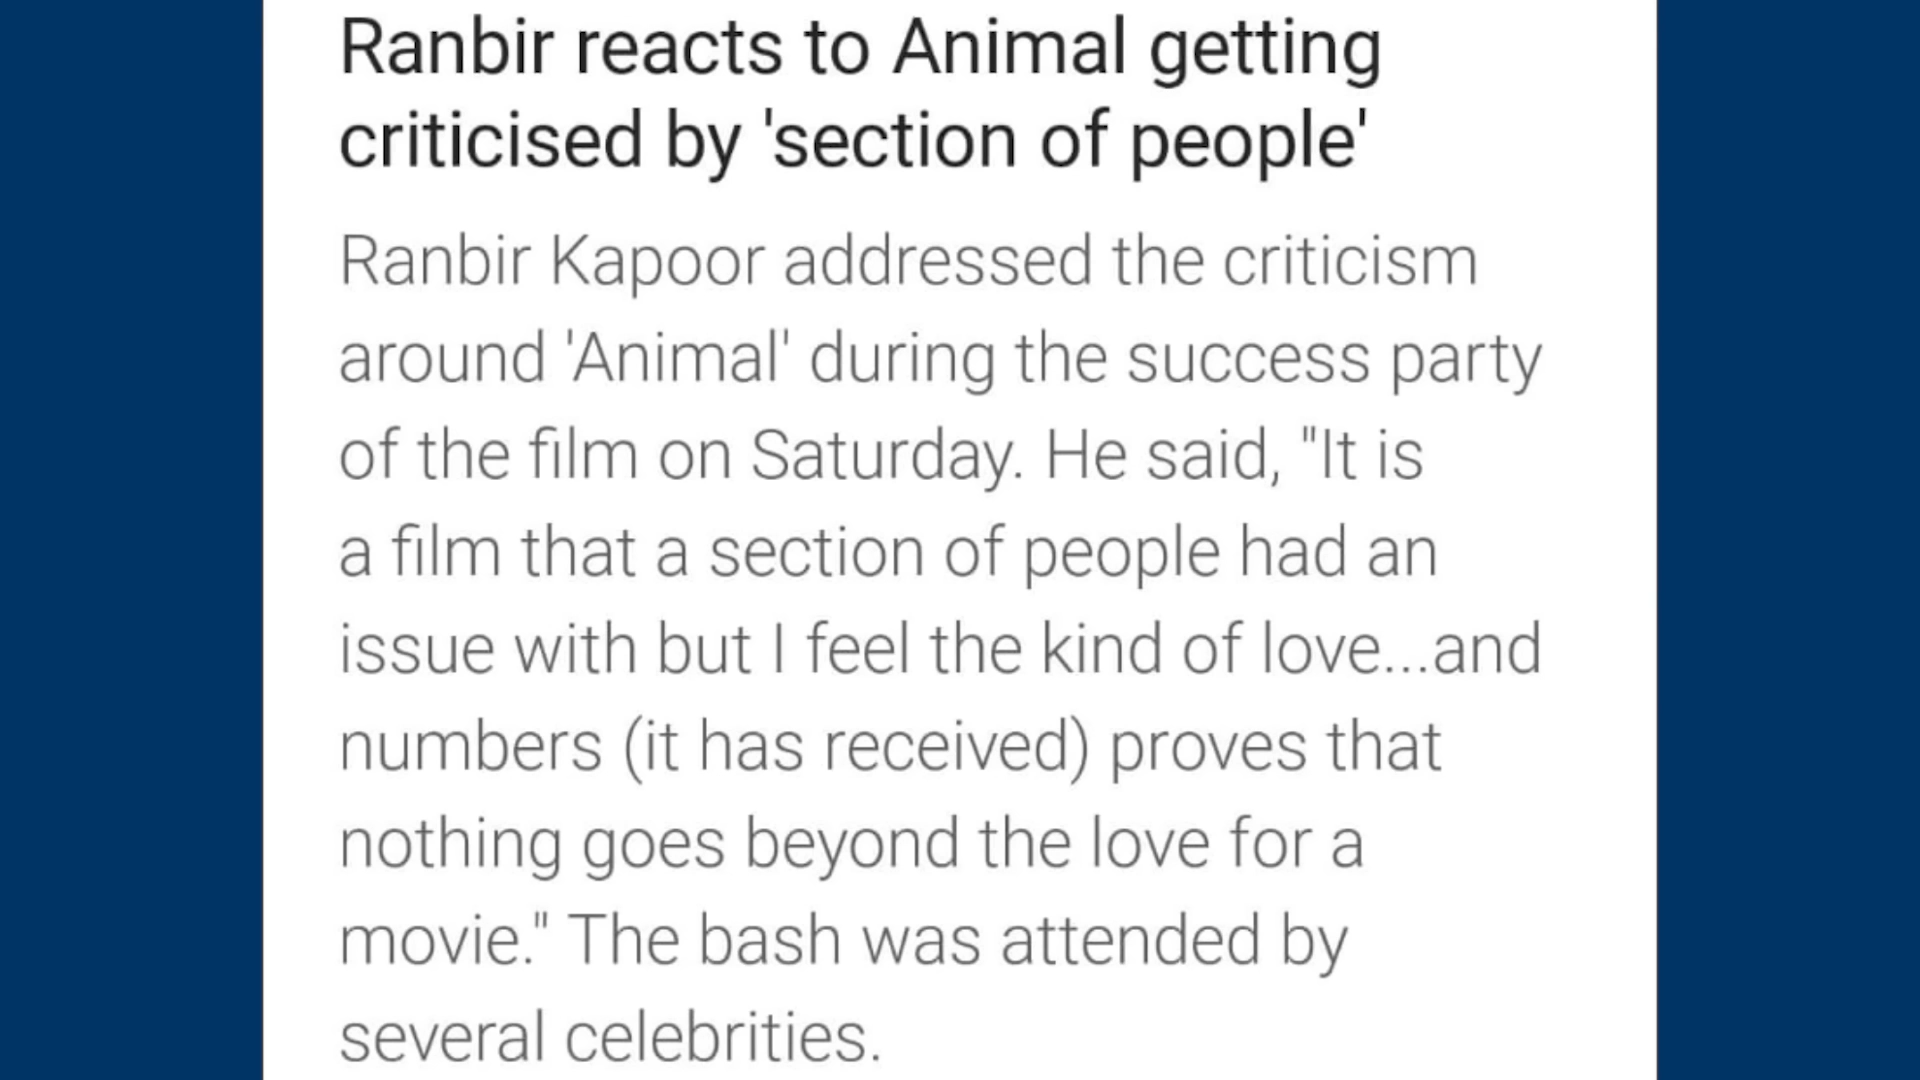 Ranbir reacts to Animal getting
criticised by 'section of people'
Ranbir Kapoor addressed the criticism
around 'Animal' during the success party
of the film on Saturday. He said, "It is
a film that a section of people had an
issue with but I feel the kind of love...and
numbers (it has received) proves that
nothing goes beyond the love for a
movie." The bash was attended by
several celebrities.